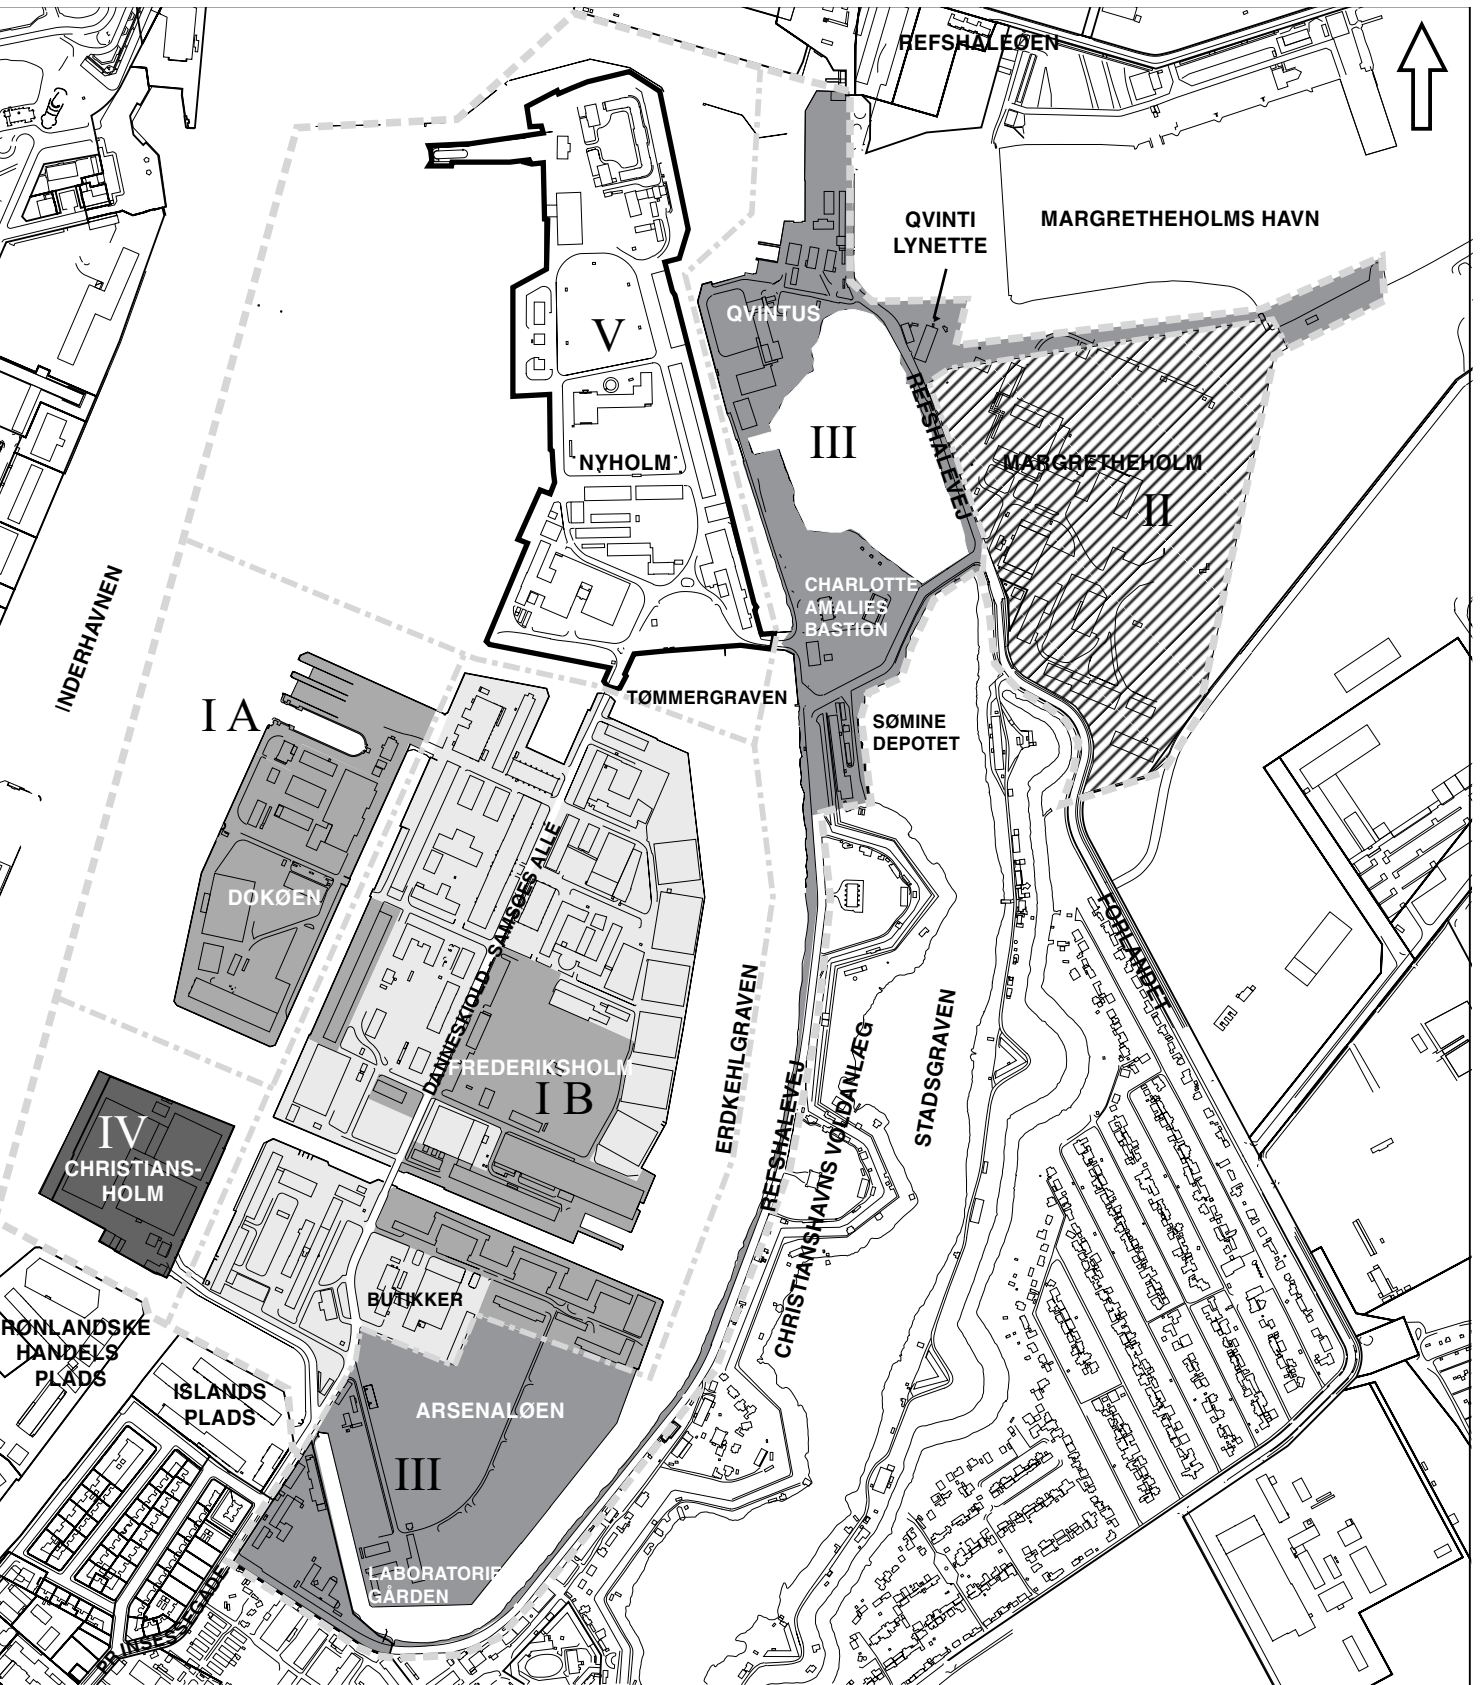 REFSHALEØEN
QVINTI
LYNETTE
MARGRETHEHOLMS HAVN
QVINTUS
V
III
REFSHALEVEJ
NYHOLM
MARGRETHEHOLM
II
CHARLOTTE
AMALIES
BASTION
INDERHAVNEN
I A
TØMMERGRAVEN
SØMINE
DEPOTET
DOKØEN
DANNESKIOLD - SAMSØES ALLE
FORLANDET
FREDERIKSHOLM
I B
ERDKEHLGRAVEN
REFSHALEVEJ
CHRISTIANSHAVNS VOLDANLÆG
STADSGRAVEN
IV
CHRISTIANS-
HOLM
BUTIKKER
RØNLANDSKE
HANDELS
PLADS
ISLANDS
PLADS
ARSENALØEN
III
LABORATORIE
GÅRDEN
PRINSESSEGADE